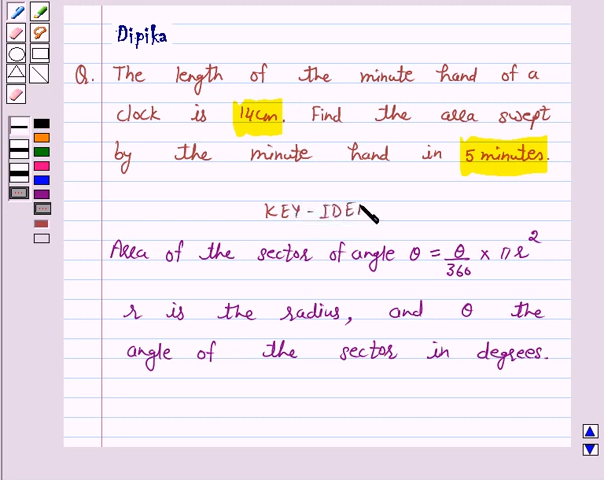 Dipika
Q. The length of the minute hand of a
clock is 14cm. Find the area swept
by the minute hand in 5 minutes.
KEY - IDE
Area of the sector of angle θ = θ/360 × πr²
r is the radius, and θ the
angle of the sector in degrees.